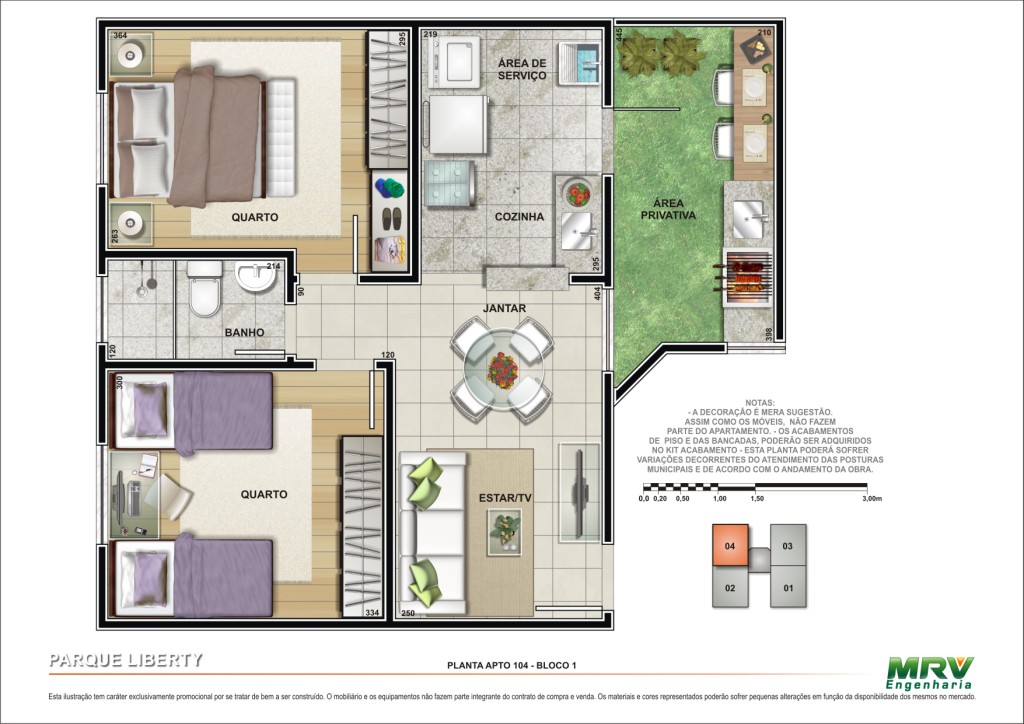 364
295
219
445
210
ÁREA DE
SERVIÇO
QUARTO
COZINHA
ÁREA
PRIVATIVA
263
214
295
90
404
JANTAR
398
BANHO
120
120
300
QUARTO
ESTAR/TV
334
250
NOTAS:
- A DECORAÇÃO É MERA SUGESTÃO.
ASSIM COMO OS MÓVEIS, NÃO FAZEM
PARTE DO APARTAMENTO. - OS ACABAMENTOS
DE PISO E DAS BANCADAS, PODERÃO SER ADQUIRIDOS
NO KIT ACABAMENTO - ESTA PLANTA PODERÁ SOFRER
VARIAÇÕES DECORRENTES DO ATENDIMENTO DAS POSTURAS
MUNICIPAIS E DE ACORDO COM O ANDAMENTO DA OBRA.
0,0 0,20 0,50 1,00 1,50 3,00m
04 03
02 01
PARQUE LIBERTY
PLANTA APTO 104 - BLOCO 1
MRV
Engenharia
Esta ilustração tem caráter exclusivamente promocional por se tratar de bem a ser construído. O mobiliário e os equipamentos não fazem parte integrante do contrato de compra e venda. Os materiais e cores representados poderão sofrer pequenas alterações em função da disponibilidade dos mesmos no mercado.